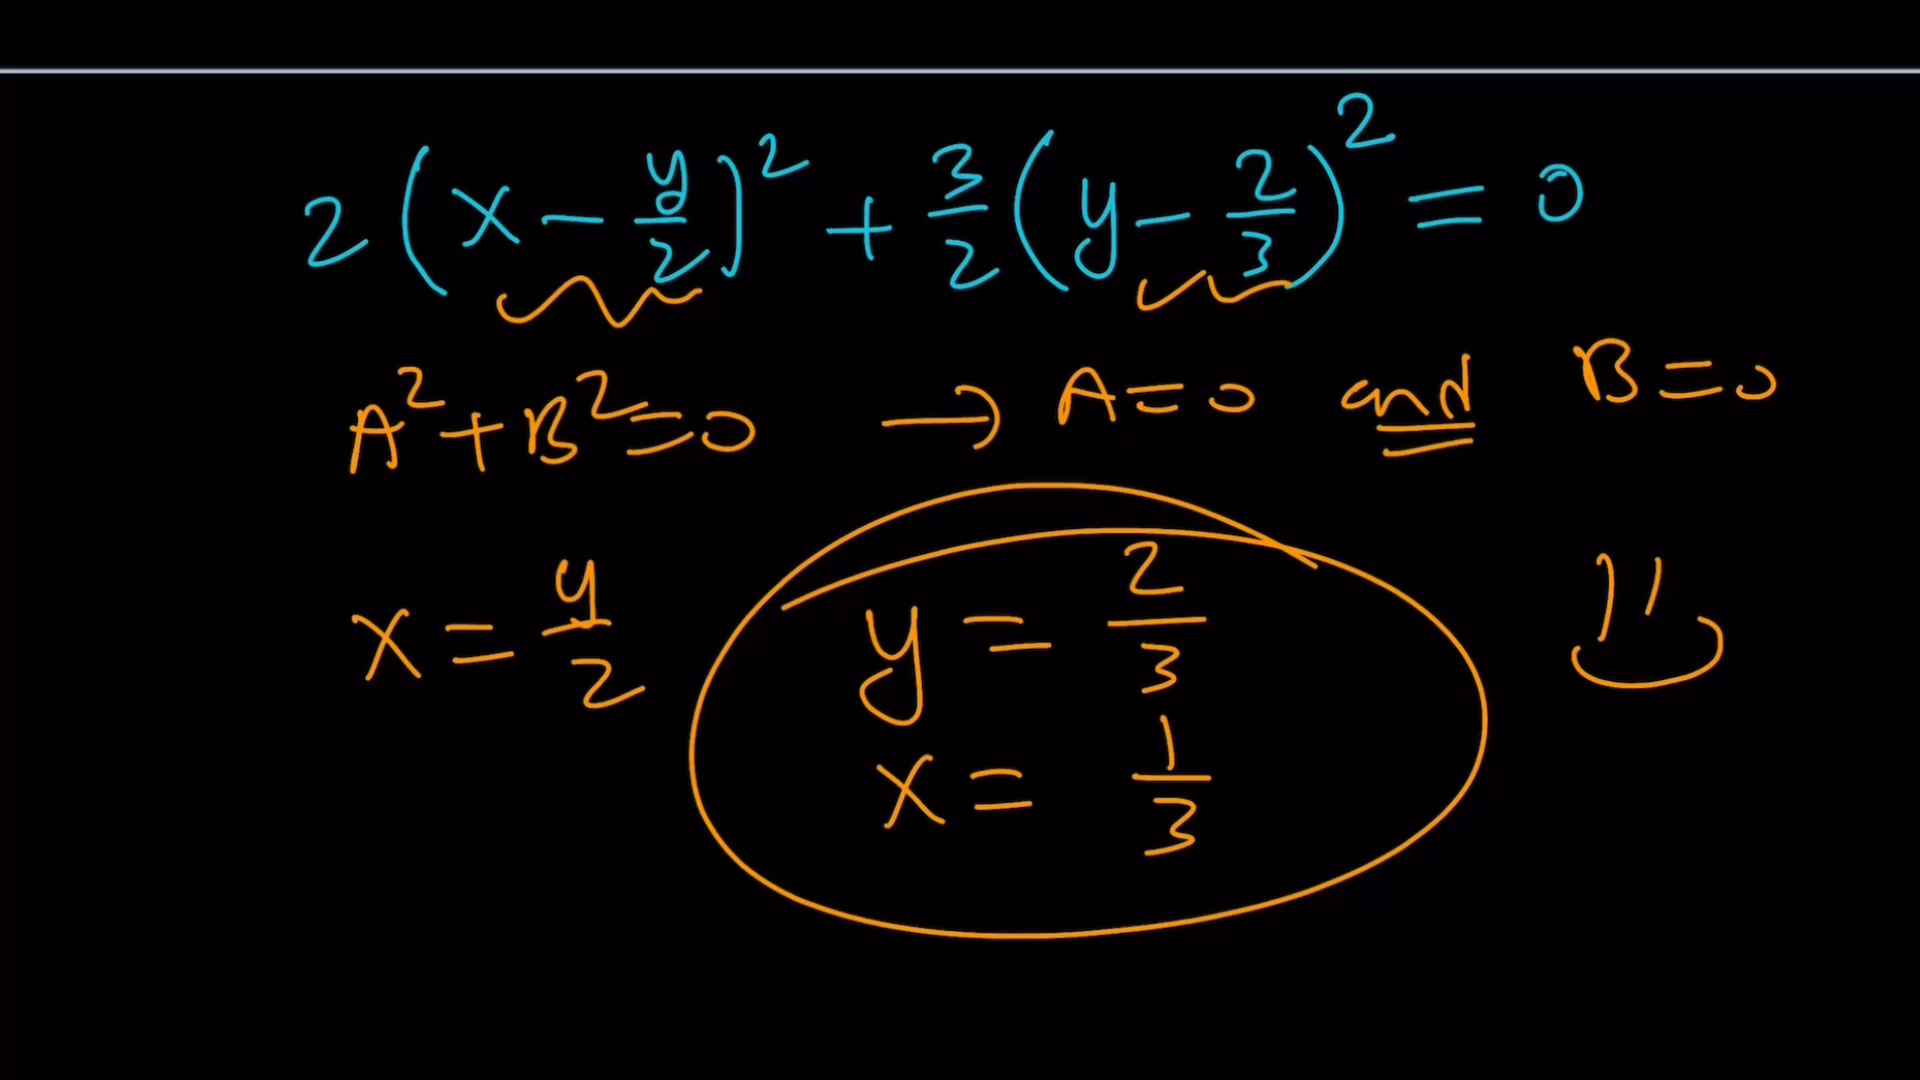 2(x - y/2)² + 3/2(y - 2/3)² = 0
A² + B² = 0 → A = 0 and B = 0
x = y/2
y = 2/3
x = 1/3